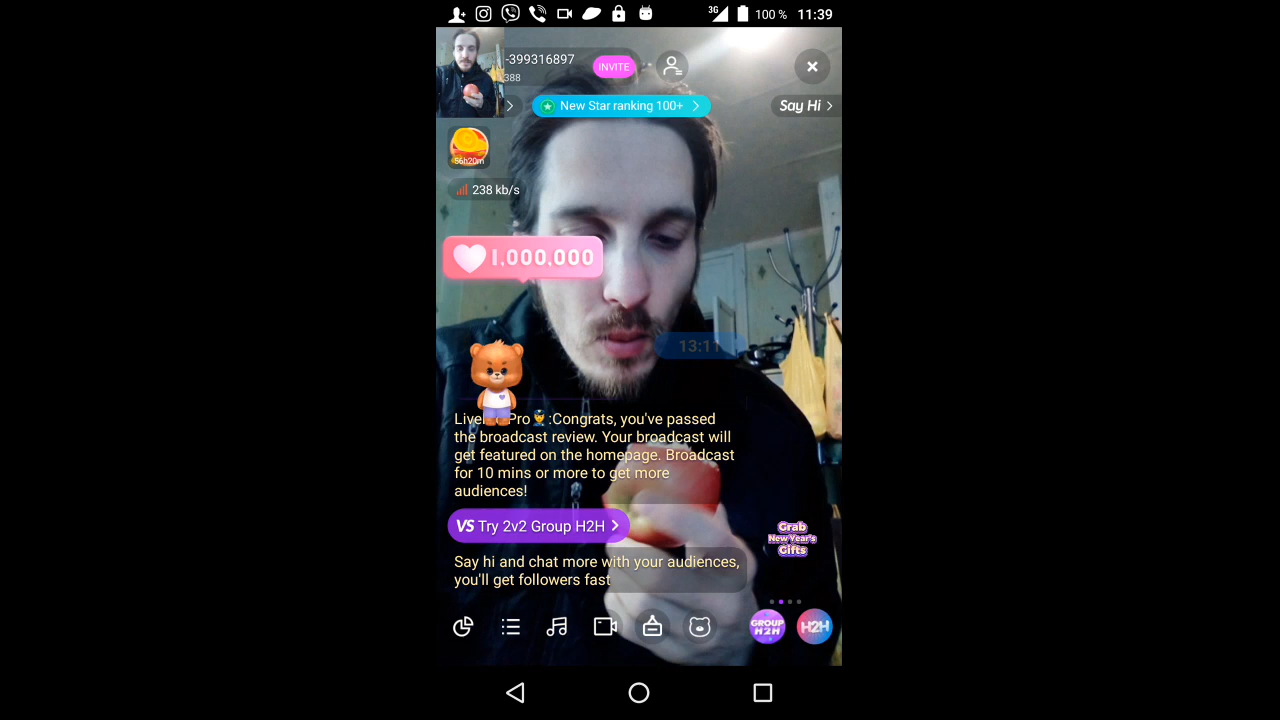 3G 100 % 11:39
-399316897
388
INVITE
New Star ranking 100+
Say Hi
56h20m
238 kb/s
1,000,000
13:11
Live Pro:Congrats, you've passed
the broadcast review. Your broadcast will
get featured on the homepage. Broadcast
for 10 mins or more to get more
audiences!
VS Try 2v2 Group H2H
Grab
New Year's
Gifts
Say hi and chat more with your audiences,
you'll get followers fast
GROUP
H2H
H2H